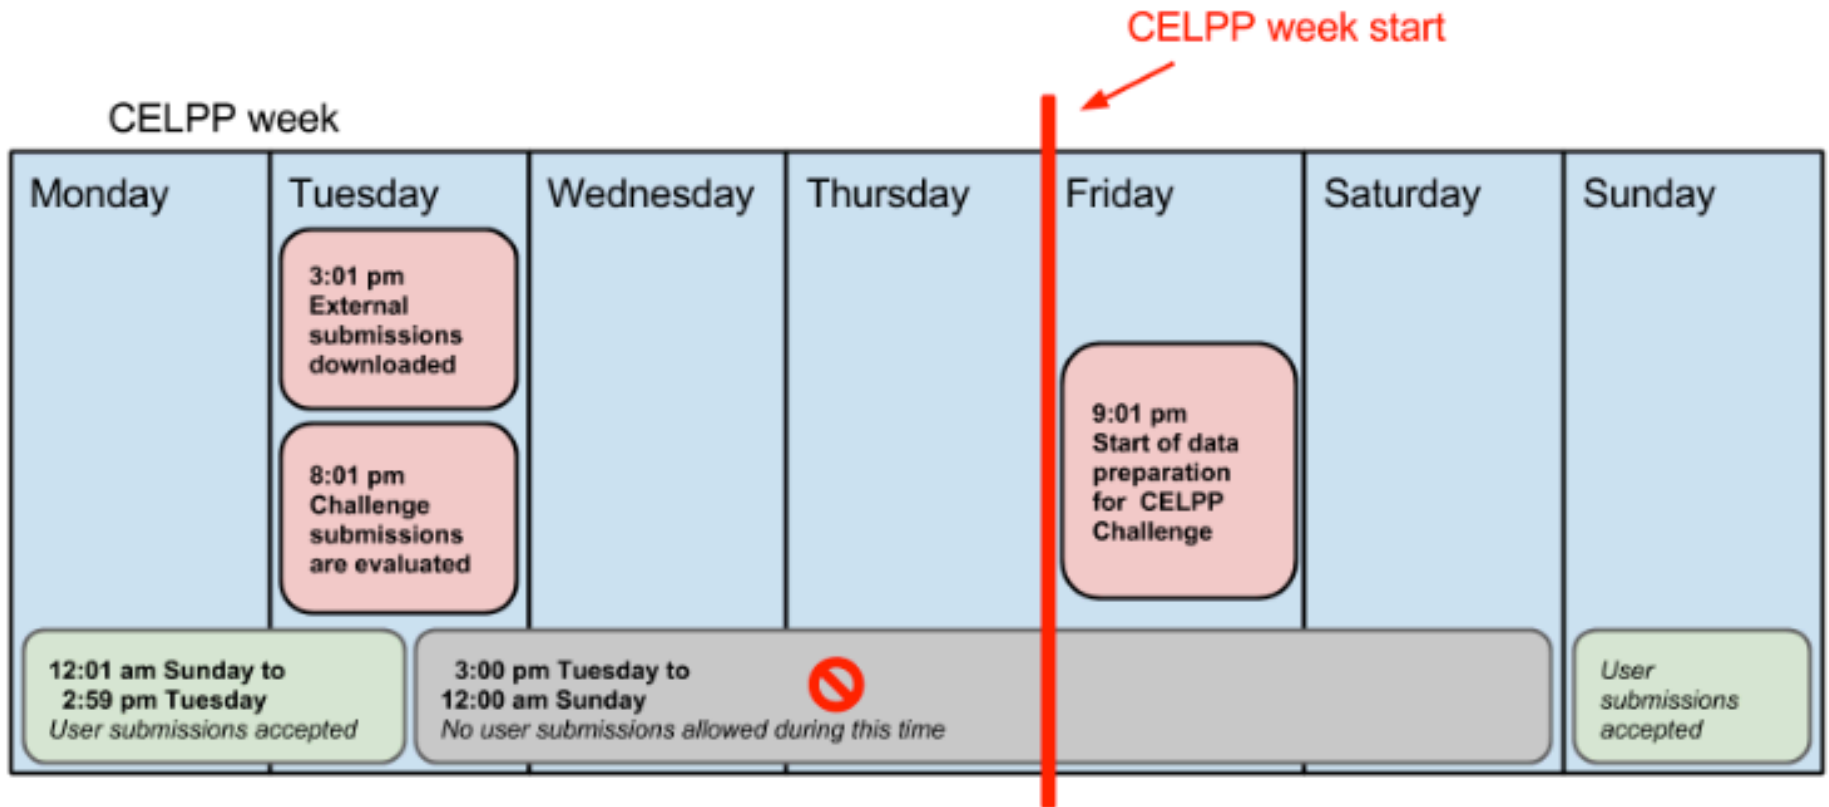 CELPP week start
CELPP week
Monday
Tuesday
Wednesday
Thursday
Friday
Saturday
Sunday
3:01 pm
External
submissions
downloaded
8:01 pm
Challenge
submissions
are evaluated
9:01 pm
Start of data
preparation
for CELPP
Challenge
12:01 am Sunday to
2:59 pm Tuesday
User submissions accepted
3:00 pm Tuesday to
12:00 am Sunday
No user submissions allowed during this time
User
submissions
accepted